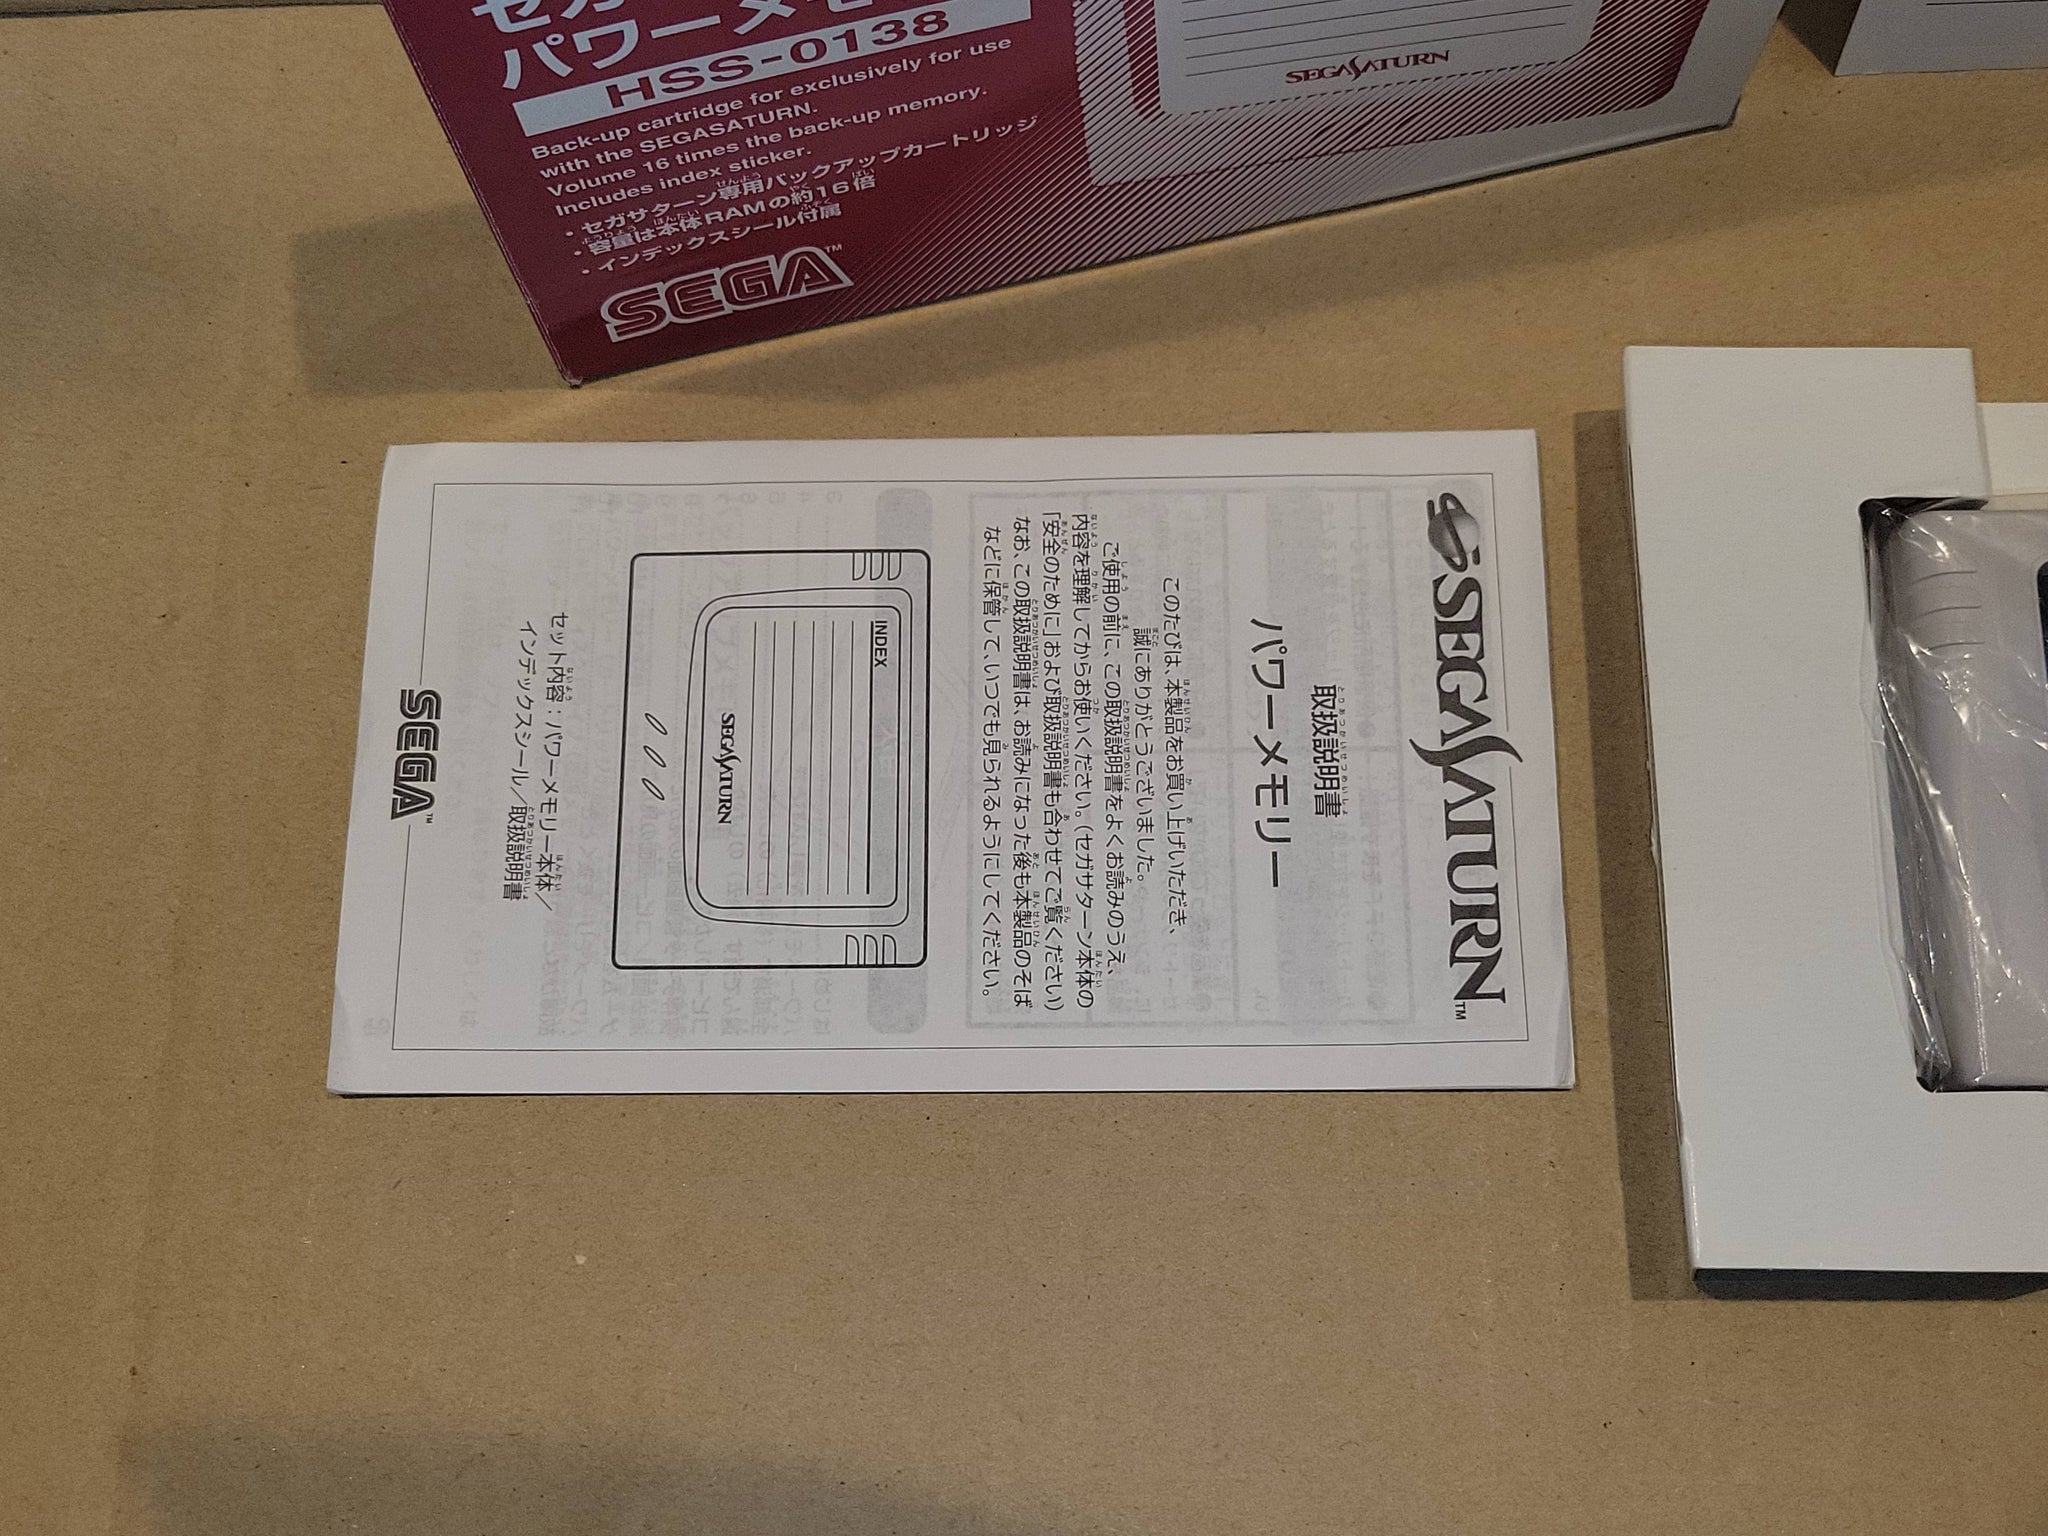 セガ
パワーメモ
HSS-0138
Back-up cartridge for exclusively for use
with the SEGASATURN.
Volume 16 times the back-up memory.
Includes index sticker.
・セガサターン専用バックアップカートリッジ
・容量は本体RAMの約16倍
・インデックスシール付属
SEGA™
SEGASATURN
SEGASATURN™
取扱説明書
パワーメモリー
このたびは、本製品をお買い上げいただき、
誠にありがとうございました。
ご使用の前に、この取扱説明書をよくお読みのうえ、
内容を理解してからお使いください。(セガサターン本体の
「安全のために」および取扱説明書も合わせてご覧ください)
なお、この取扱説明書は、お読みになった後も本製品のそば
などに保管して、いつでも見られるようにしてください。
INDEX
SEGASATURN
セット内容：パワーメモリー本体／
インデックスシール／取扱説明書
SEGA™